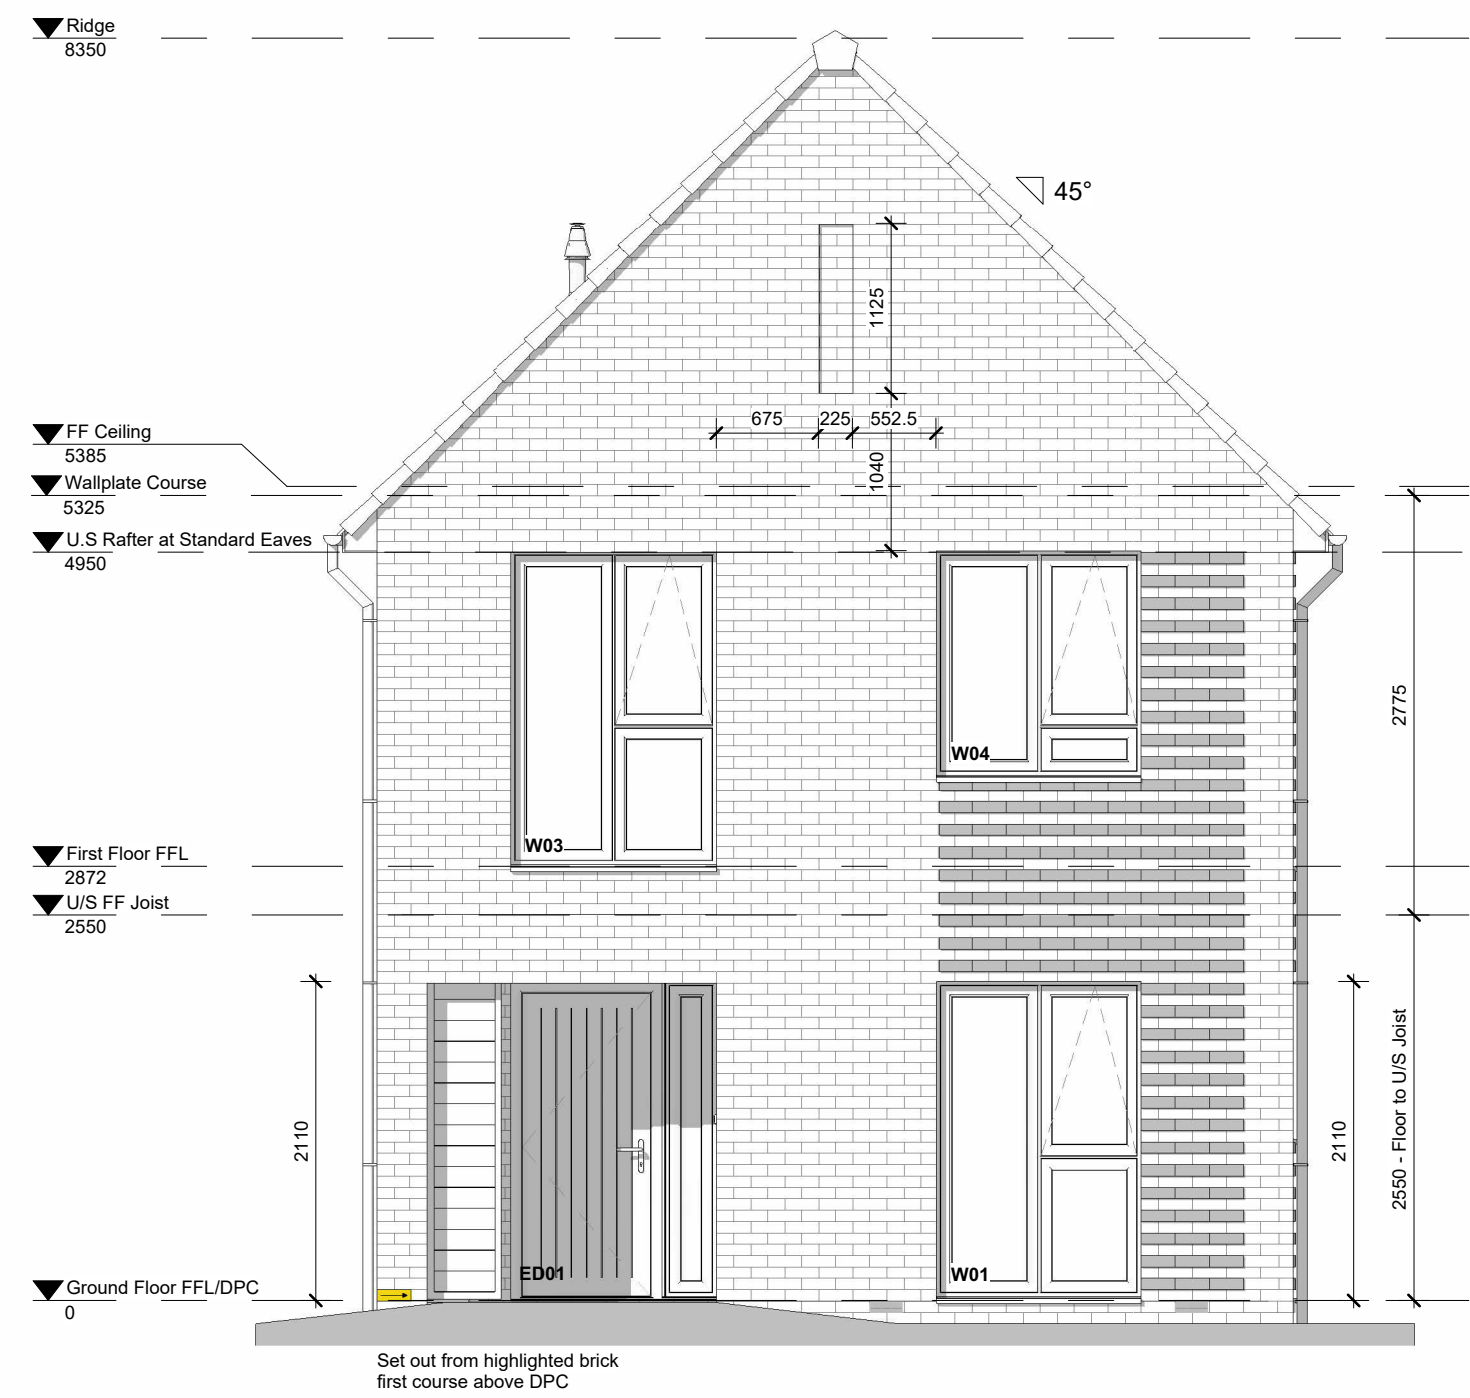 Ridge
8350
45°
1125
675
225
552.5
1040
FF Ceiling
5385
Wallplate Course
5325
U.S Rafter at Standard Eaves
4950
2775
W04
W03
First Floor FFL
2872
U/S FF Joist
2550
2110
2110
2550 - Floor to U/S Joist
ED01
W01
Ground Floor FFL/DPC
0
Set out from highlighted brick
first course above DPC